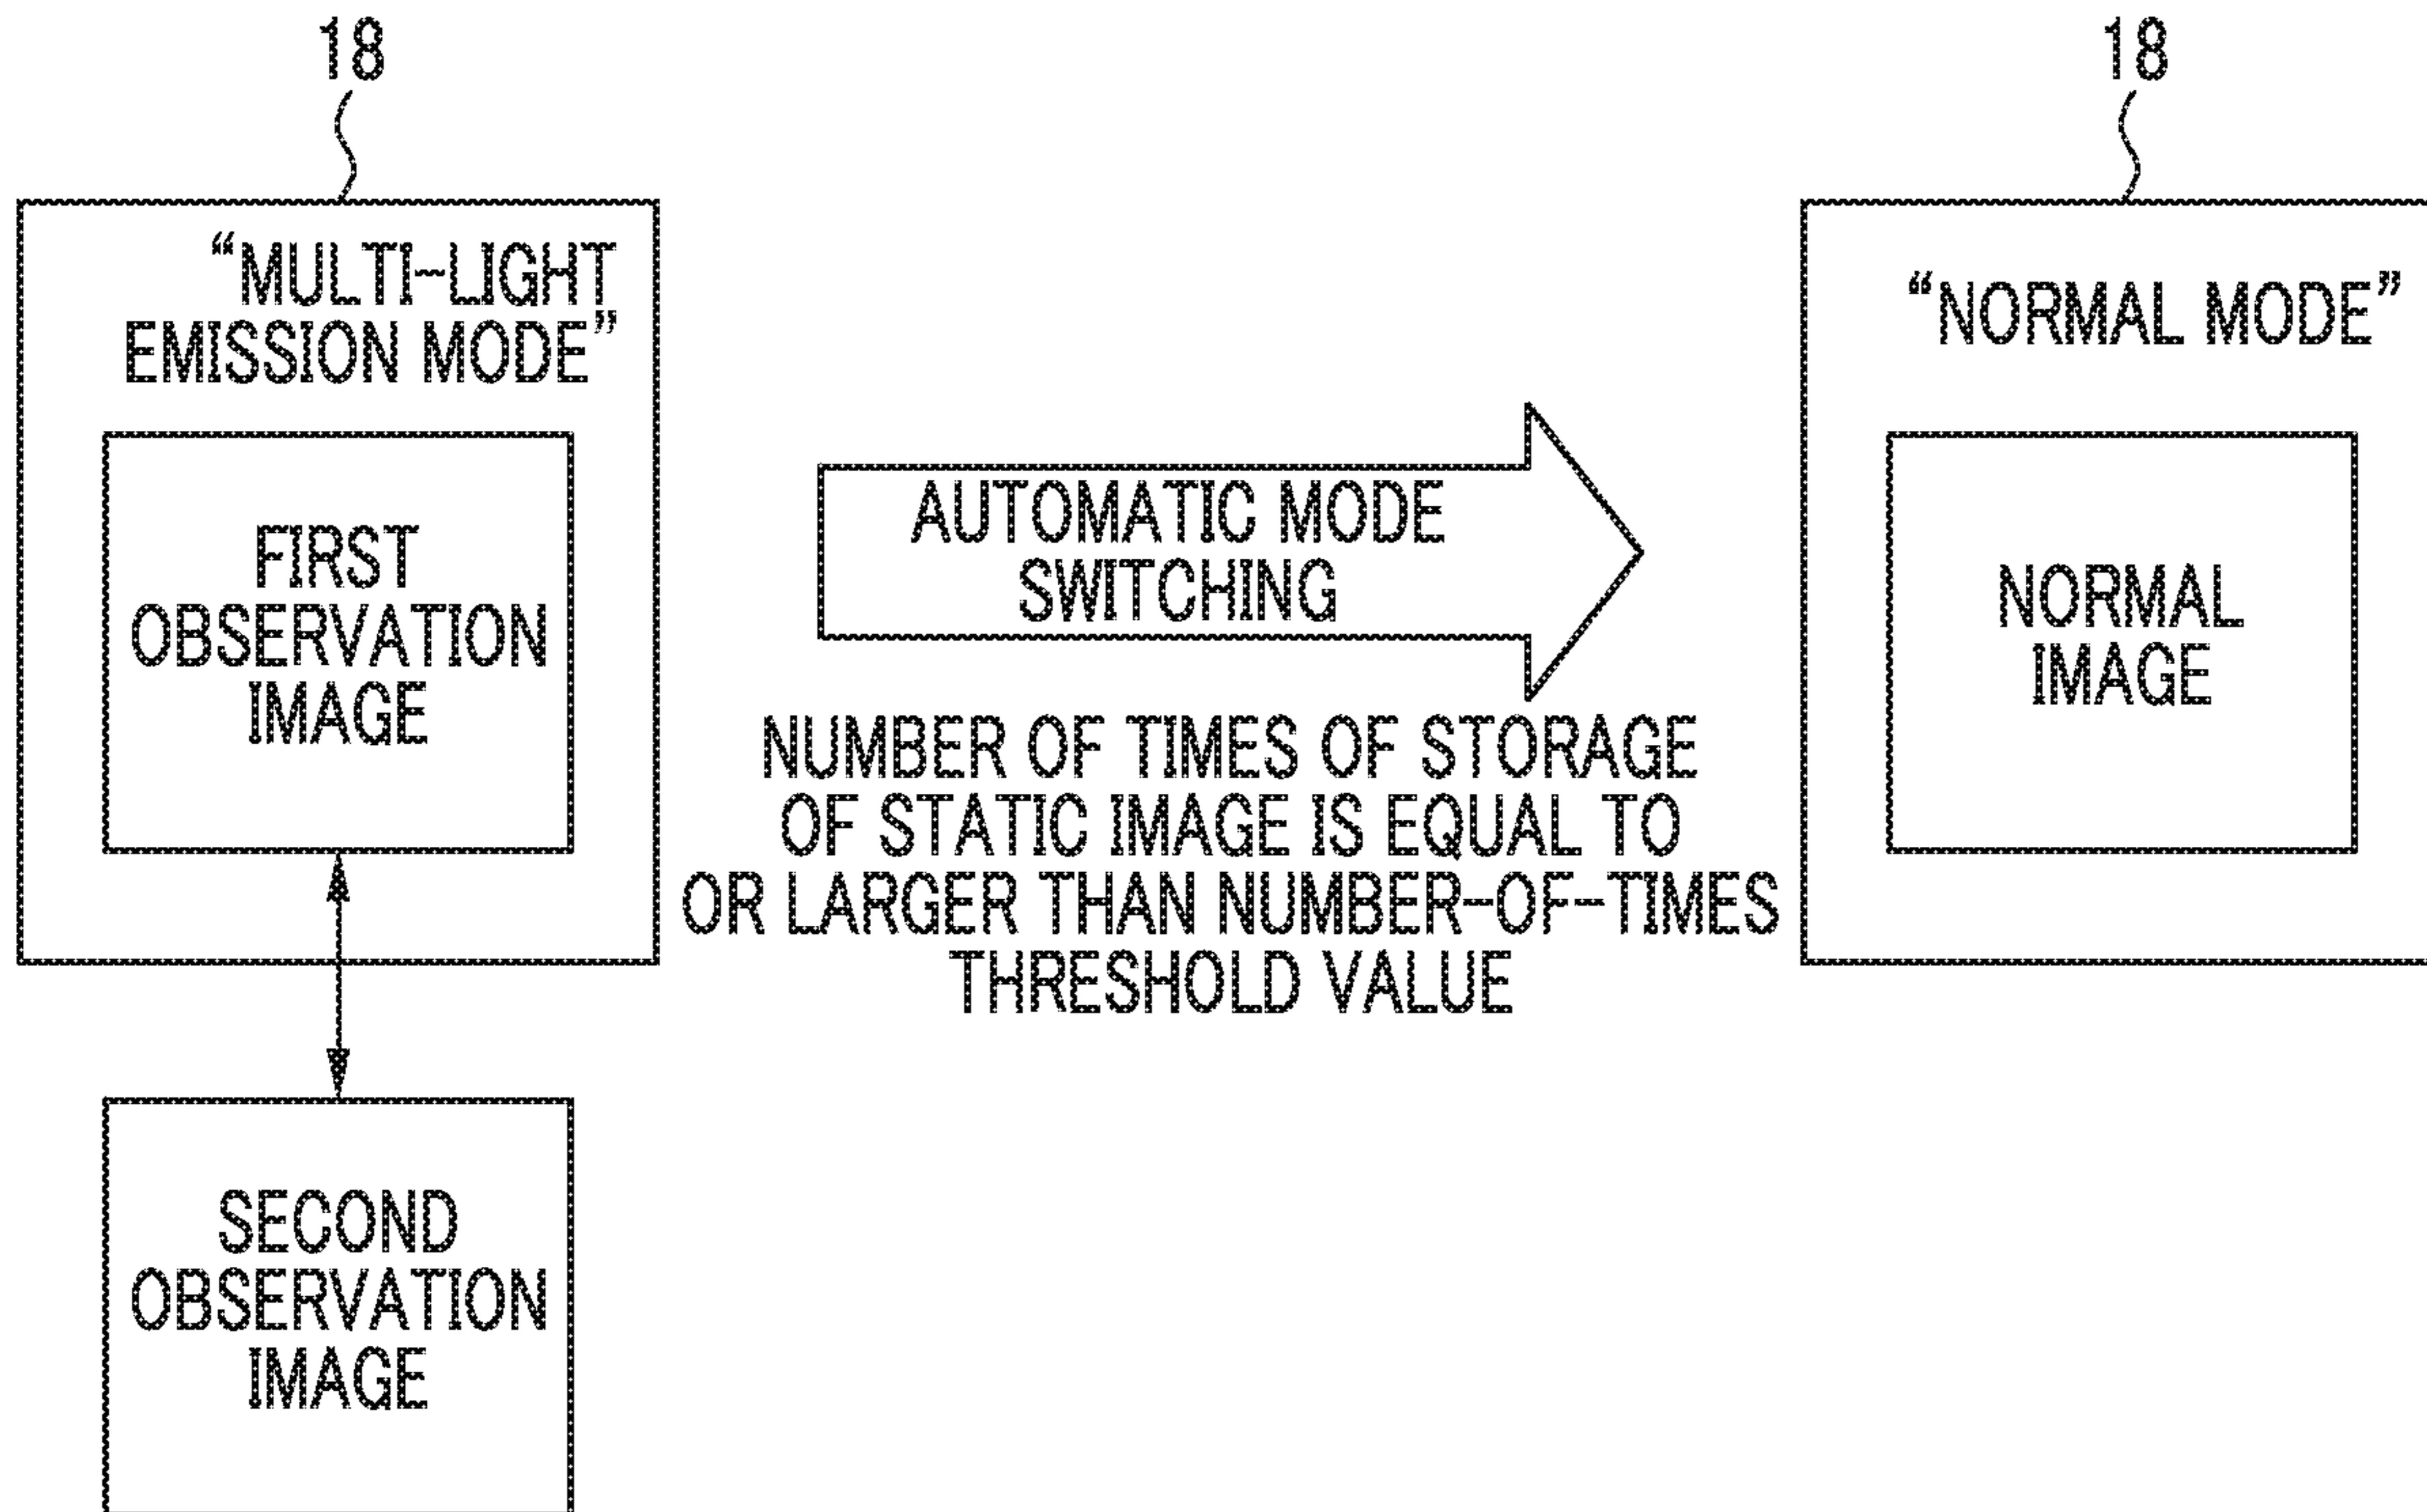 18
“MULTI-LIGHT
EMISSION MODE”
FIRST
OBSERVATION
IMAGE
SECOND
OBSERVATION
IMAGE
AUTOMATIC MODE
SWITCHING
NUMBER OF TIMES OF STORAGE
OF STATIC IMAGE IS EQUAL TO
OR LARGER THAN NUMBER-OF-TIMES
THRESHOLD VALUE
18
“NORMAL MODE”
NORMAL
IMAGE